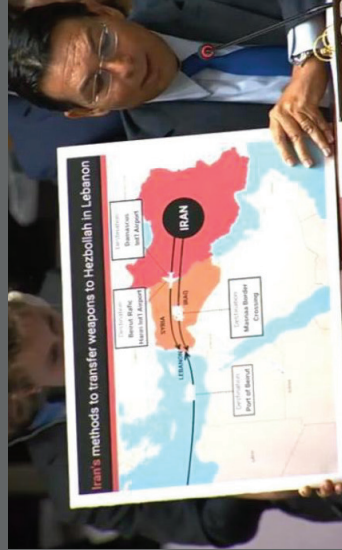 Iran's methods to transfer weapons to Hezbollah in Lebanon
Destination
Damascus
Int'l Airport
Destination
Beirut Rafic
Hariri Int'l Airport
IRAN
SYRIA
IRAQ
LEBANON
Destination
Masnaa Border
Crossing
Destination
Port of Beirut